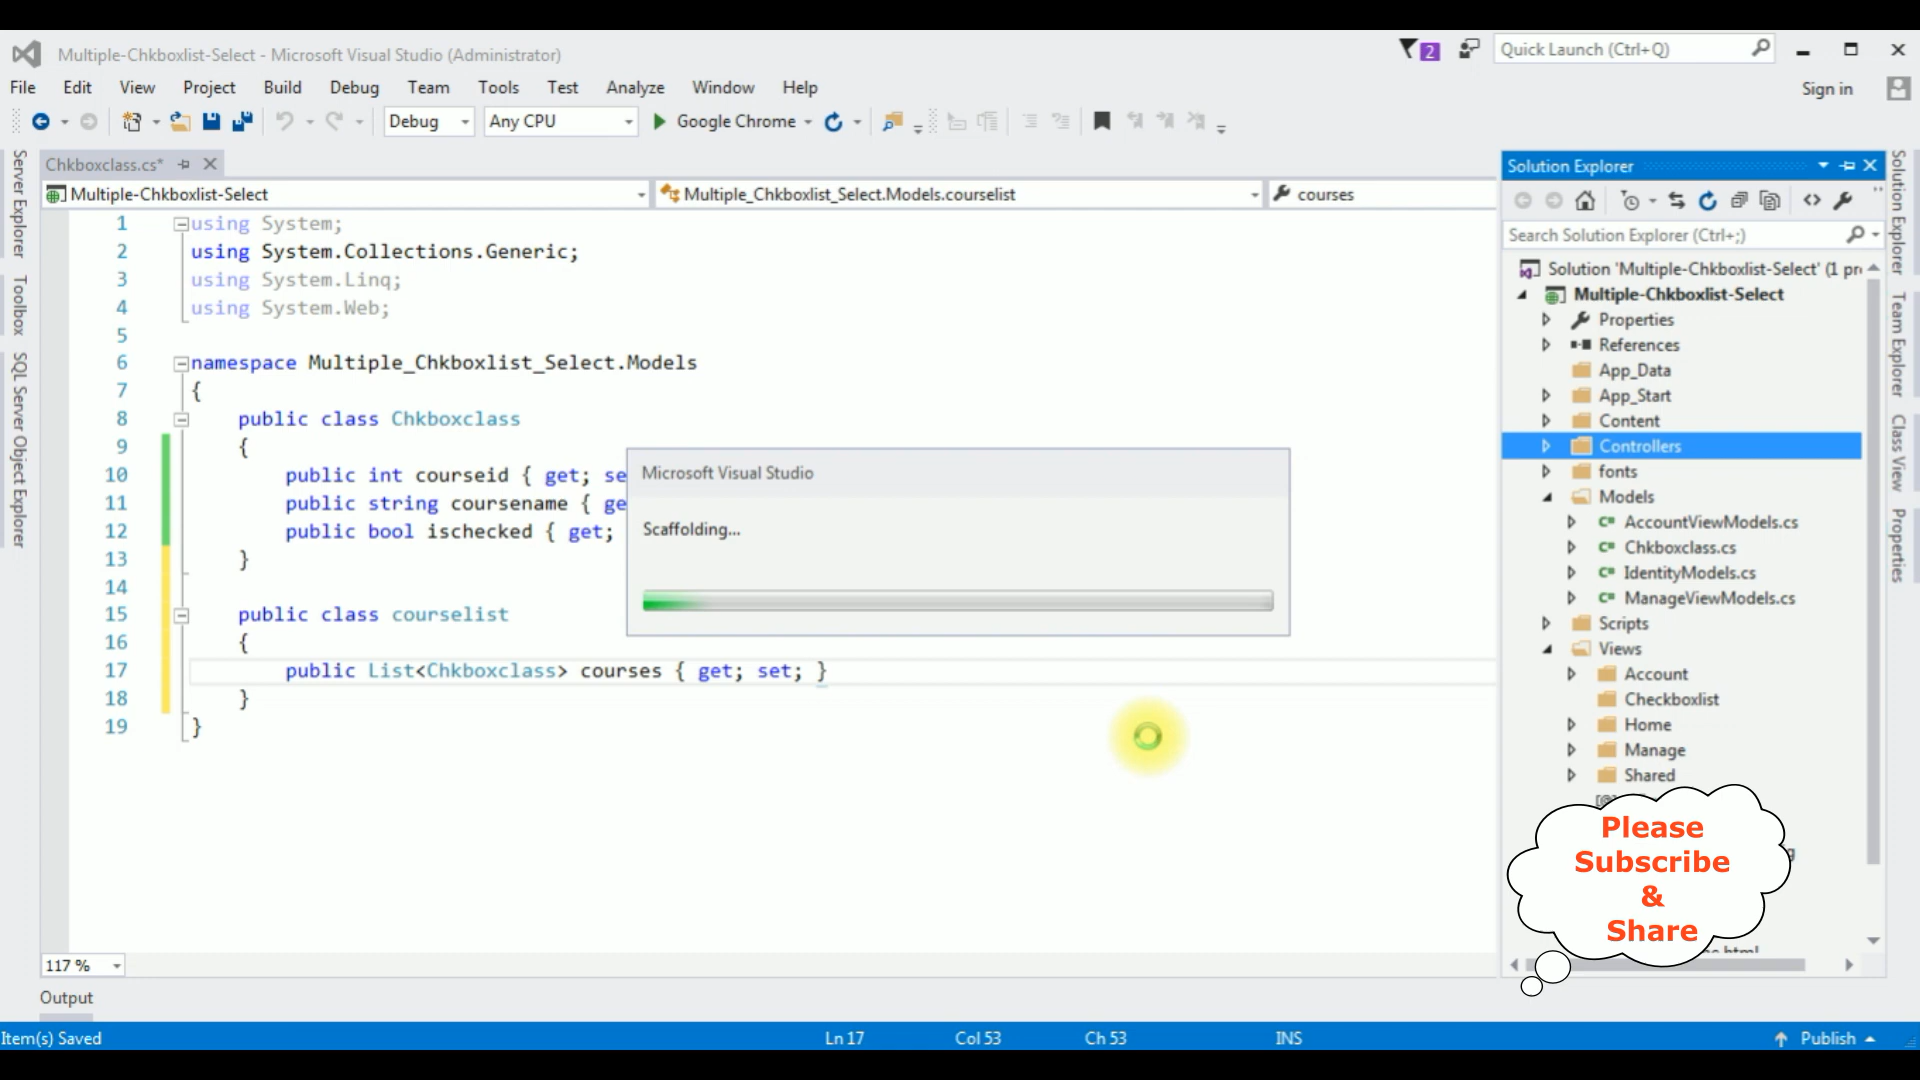 Multiple-Chkboxlist-Select - Microsoft Visual Studio (Administrator)
2
Quick Launch (Ctrl+Q)
File Edit View Project Build Debug Team Tools Test Analyze Window Help
Sign in
Debug
Any CPU
Google Chrome
Server Explorer
Toolbox
SQL Server Object Explorer
Chkboxclass.cs*
Multiple-Chkboxlist-Select
Multiple_Chkboxlist_Select.Models.courselist
courses
1 using System;
2 using System.Collections.Generic;
3 using System.Linq;
4 using System.Web;
5
6 namespace Multiple_Chkboxlist_Select.Models
7 {
8 public class Chkboxclass
9 {
10 public int courseid { get; se
11 public string coursename { ge
12 public bool ischecked { get;
13 }
14
15 public class courselist
16 {
17 public List<Chkboxclass> courses { get; set; }
18 }
19 }
Microsoft Visual Studio
Scaffolding...
Solution Explorer
Search Solution Explorer (Ctrl+;)
Solution 'Multiple-Chkboxlist-Select' (1 pr
Multiple-Chkboxlist-Select
Properties
References
App_Data
App_Start
Content
Controllers
fonts
Models
C# AccountViewModels.cs
C# Chkboxclass.cs
C# IdentityModels.cs
C# ManageViewModels.cs
Scripts
Views
Account
Checkboxlist
Home
Manage
Shared
Please
Subscribe
&
Share
Solution Explorer
Team Explorer
Class View
Properties
117 %
Output
Item(s) Saved
Ln 17
Col 53
Ch 53
INS
Publish